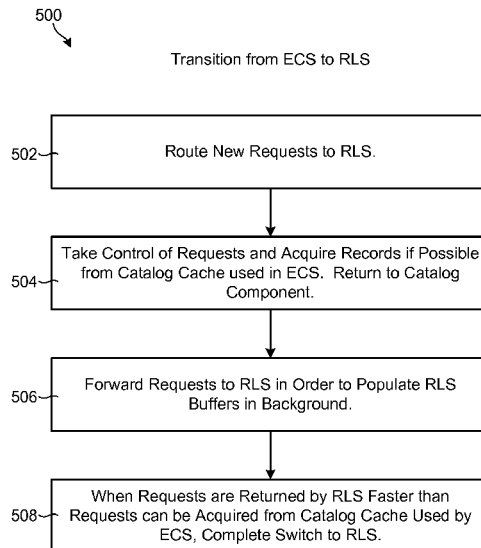 500
Transition from ECS to RLS
502
Route New Requests to RLS.
504
Take Control of Requests and Acquire Records if Possible
from Catalog Cache used in ECS.  Return to Catalog
Component.
506
Forward Requests to RLS in Order to Populate RLS
Buffers in Background.
508
When Requests are Returned by RLS Faster than
Requests can be Acquired from Catalog Cache Used by
ECS, Complete Switch to RLS.